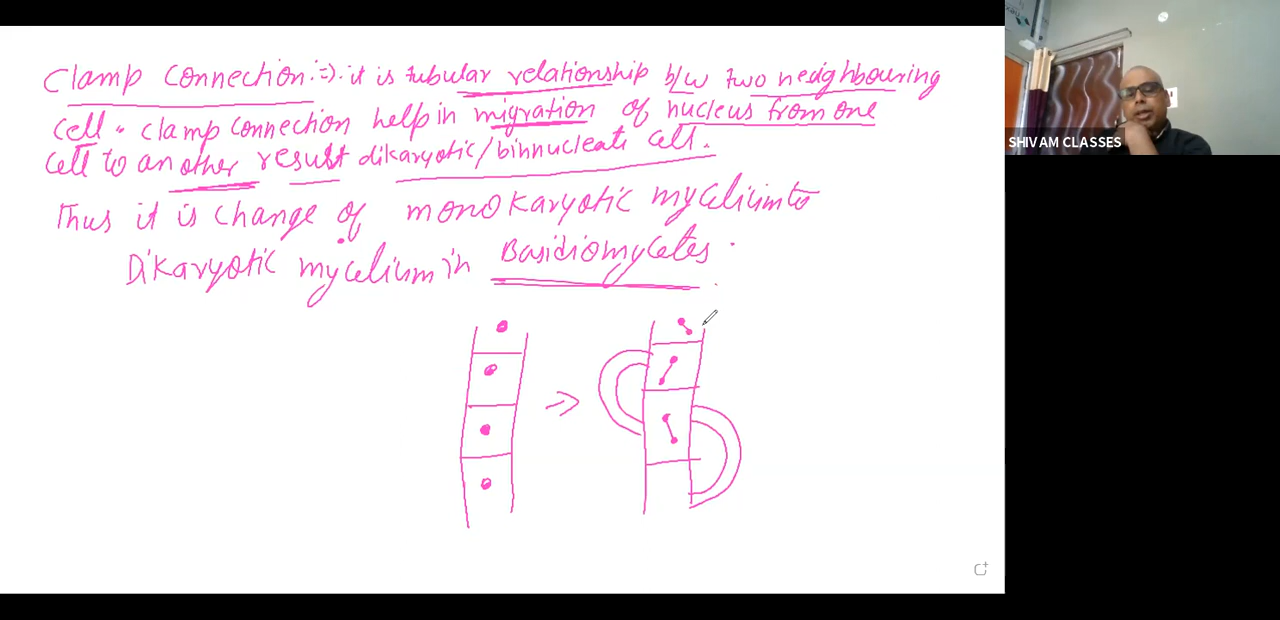 Clamp Connection :⇒ it is tubular relationship b/w two neighbouring
cell. clamp connection help in migration of nucleus from one
cell to another result dikaryotic/binnucleate cell.
Thus it is change of monokaryotic mycelium to
Dikaryotic mycelium in Basidiomycetes.
SHIVAM CLASSES